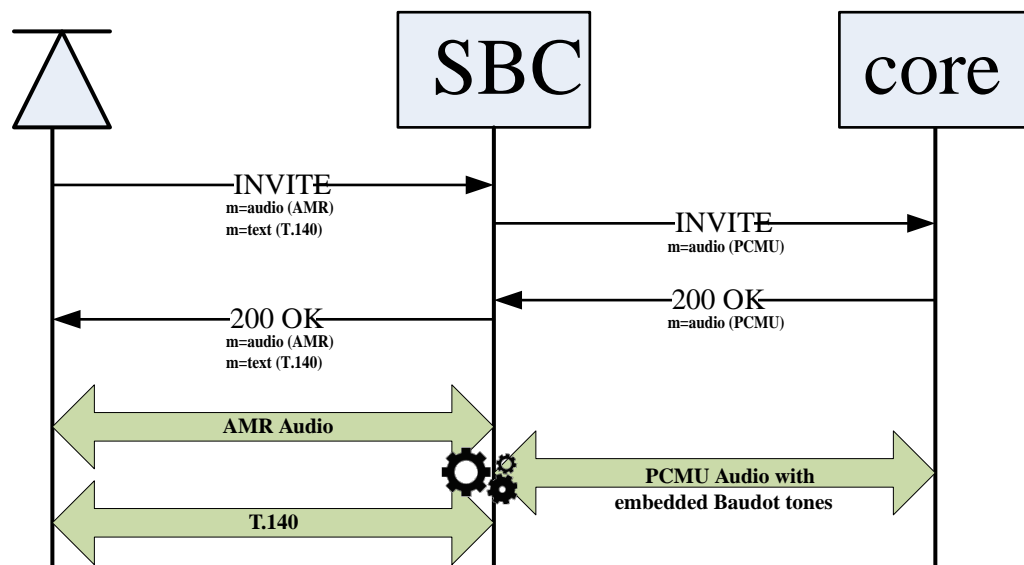 SBC
core
INVITE
m=audio (AMR)
m=text (T.140)
INVITE
m=audio (PCMU)
200 OK
m=audio (PCMU)
200 OK
m=audio (AMR)
m=text (T.140)
AMR Audio
PCMU Audio with
embedded Baudot tones
T.140